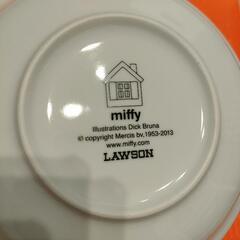 miffy
Illustrations Dick Bruna
© copyright Mercis bv,1953-2013
www.miffy.com
LAWSON